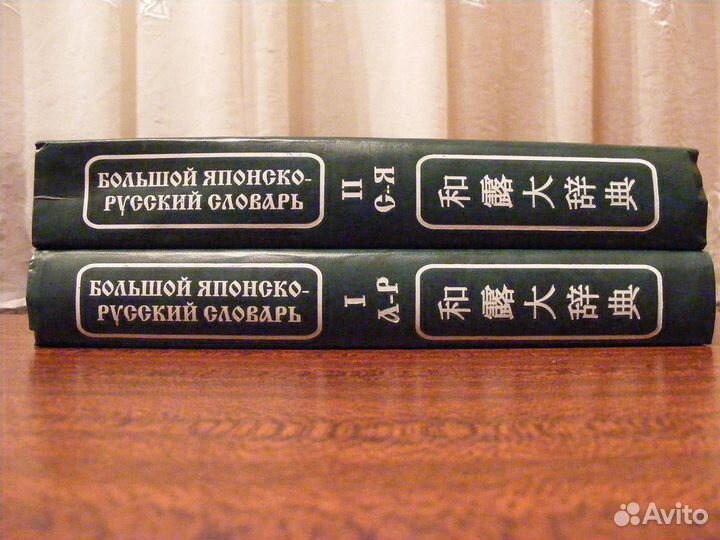 БОЛЬШОЙ ЯПОНСКО-
РУССКИЙ СЛОВАРЬ
II
С-Я
和露大辞典
БОЛЬШОЙ ЯПОНСКО-
РУССКИЙ СЛОВАРЬ
I
А-Р
和露大辞典
Avito